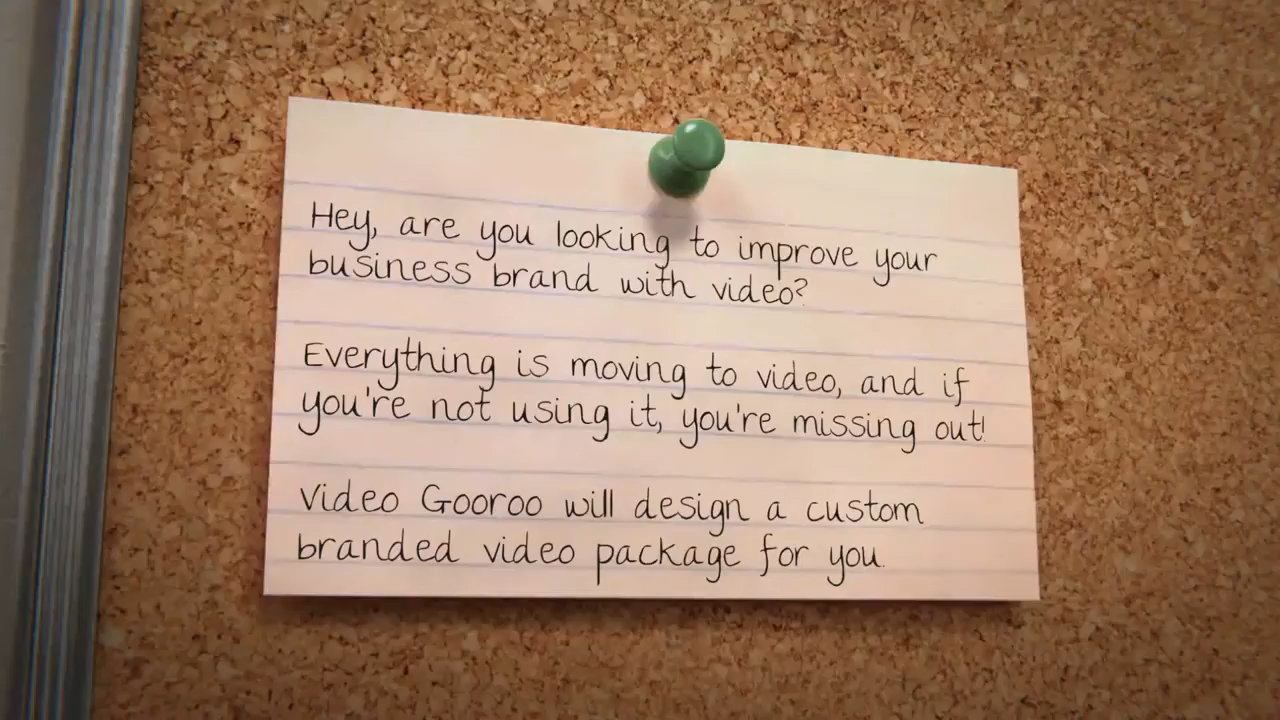 Hey, are you looking to improve your
business brand with video?
Everything is moving to video, and if
you're not using it, you're missing out!
Video Gooroo will design a custom
branded video package for you.